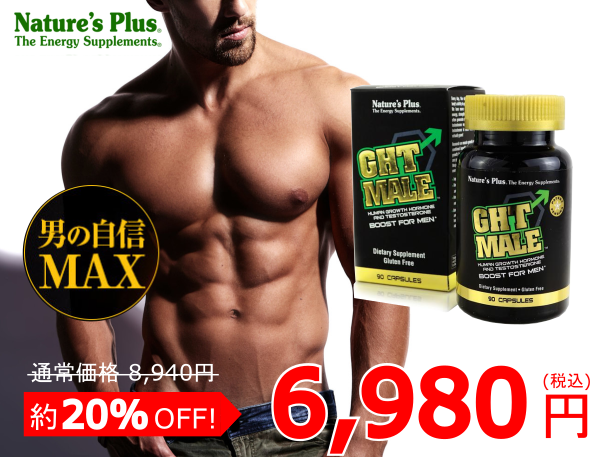 Nature's Plus®
The Energy Supplements®
Nature's Plus®
The Energy Supplements®
GHT
MALE™
HUMAN GROWTH HORMONE
AND TESTOSTERONE
BOOST FOR MEN*
Dietary Supplement
Gluten Free
90 CAPSULES
Nature's Plus® The Energy Supplements®
GHT
MALE™
HUMAN GROWTH HORMONE
AND TESTOSTERONE
BOOST FOR MEN*
Dietary Supplement • Gluten Free
90 CAPSULES
男の自信
MAX
通常価格 8,940円
約20%OFF!
6,980円(税込)